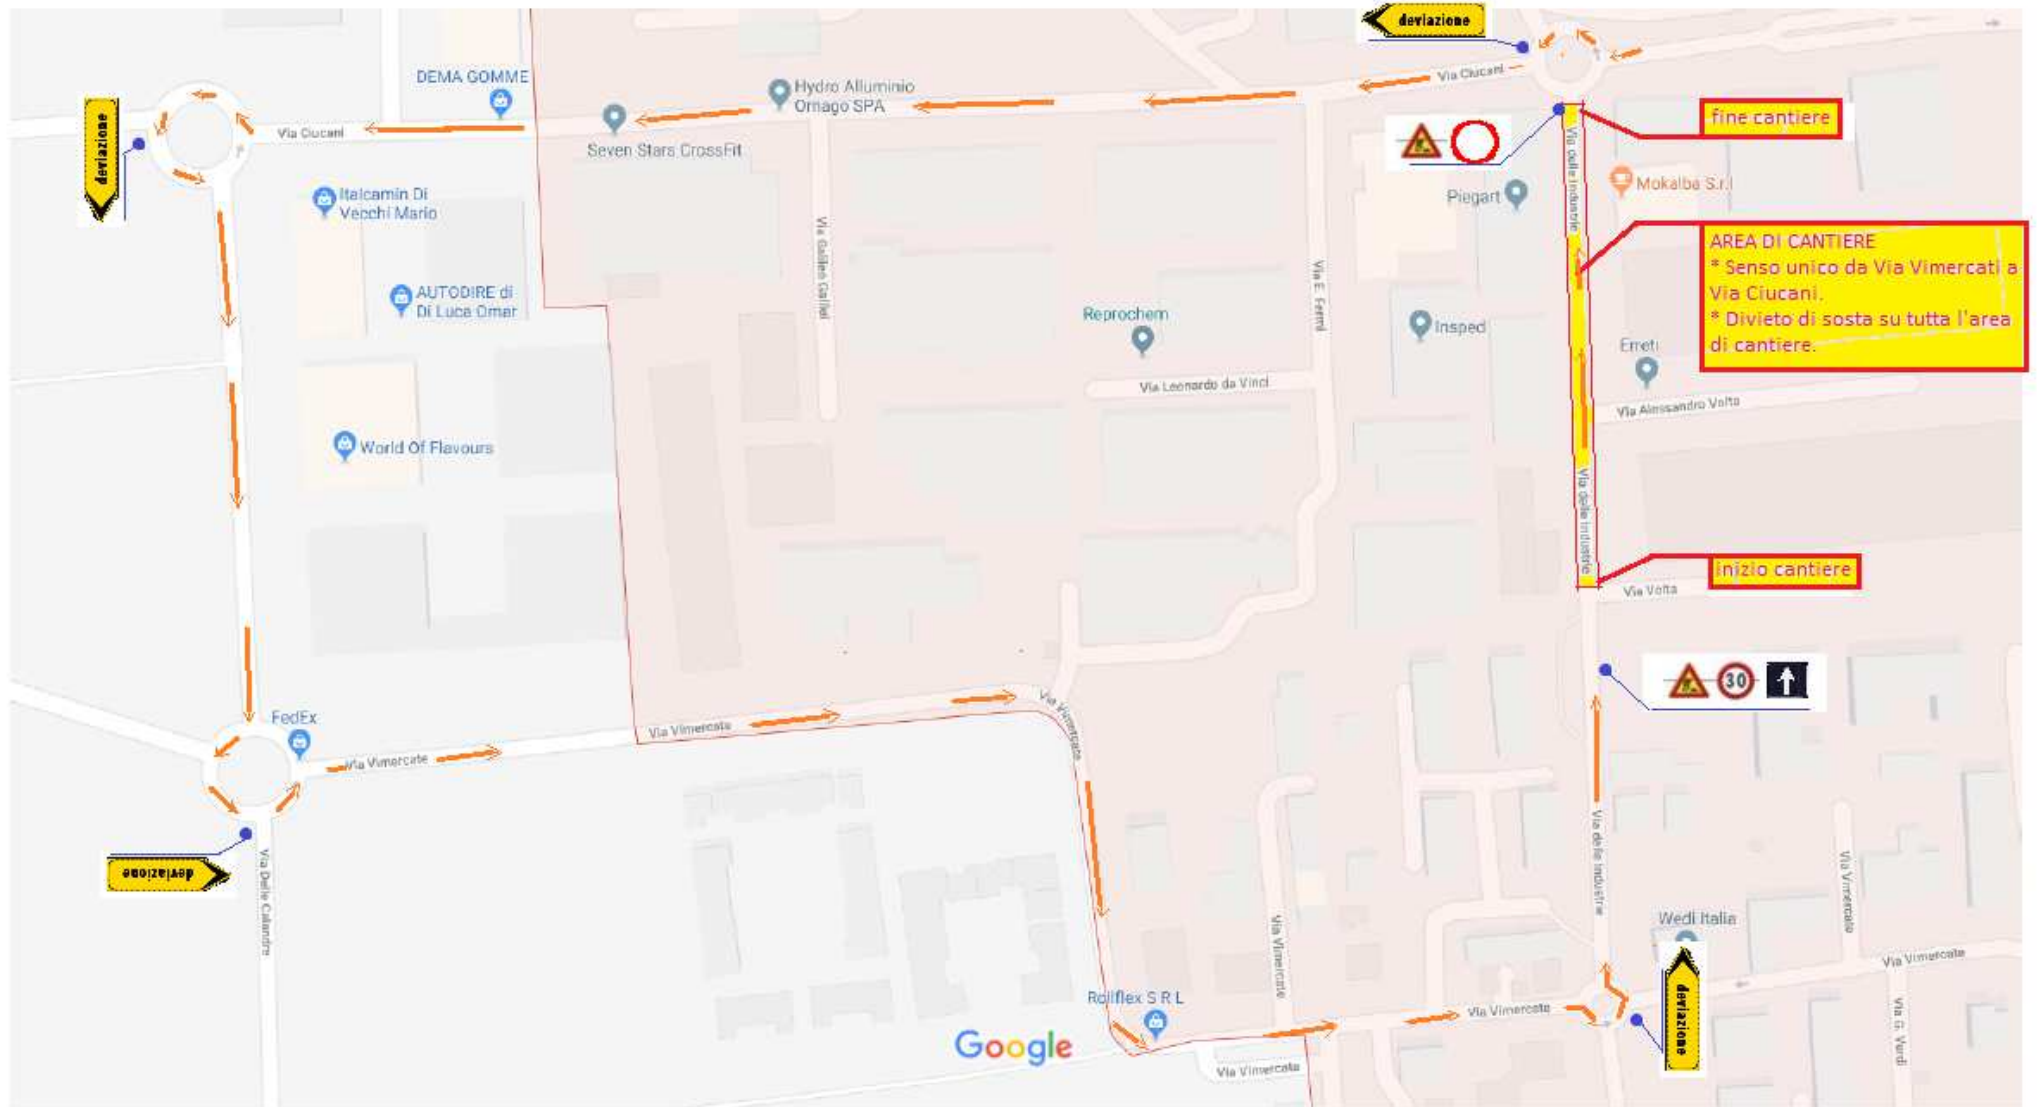 deviazione
Via Ciucani
fine cantiere
DEMA GOMME
Hydro Alluminio
Ornago SPA
Via Ciucani
deviazione
Seven Stars CrossFit
Via delle Industrie
Piegart
Mokalba S.r.l
Italcamin Di
Vecchi Mario
Via Galileo Galilei
AREA DI CANTIERE
* Senso unico da Via Vimercati a
Via Ciucani.
* Divieto di sosta su tutta l'area
di cantiere.
AUTODIRE di
Di Luca Omar
Via E. Fermi
Reprochem
Insped
Erreti
Via Leonardo da Vinci
Via Alessandro Volta
World Of Flavours
Via delle Industrie
inizio cantiere
Via Volta
30
FedEx
Via Vimercate
Via Vimercate
Via Vimercate
deviazione
Via Delle Calandre
Via delle Industrie
Via Vimercate
Wedi Italia
Via Vimercate
Via Vimercate
Rollflex S R L
Via Vimercate
deviazione
Via G. Verdi
Google
Via Vimercate